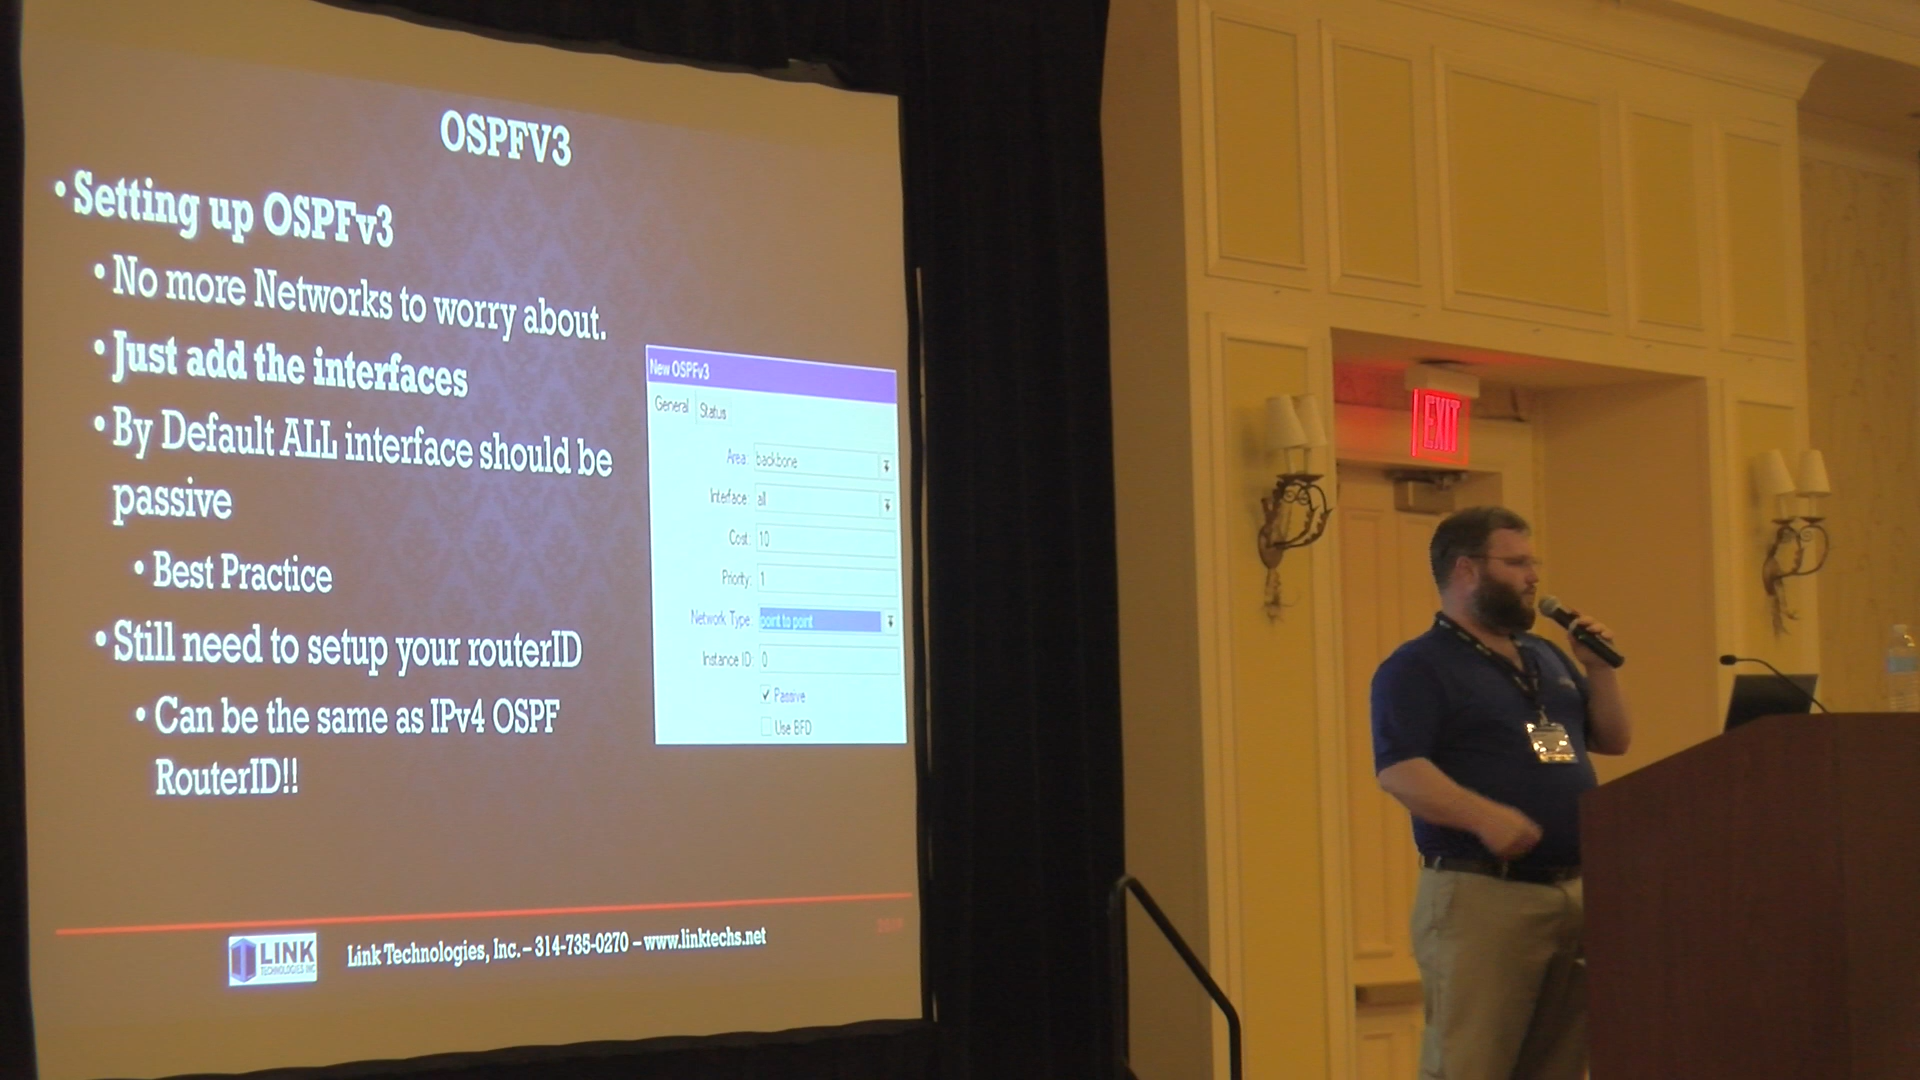 OSPFV3
• Setting up OSPFv3
• No more Networks to worry about.
• Just add the interfaces
• By Default ALL interface should be
passive
• Best Practice
• Still need to setup your routerID
• Can be the same as IPv4 OSPF
RouterID!!
New OSPFv3
General Status
Area: backbone
Interface: all
Cost: 10
Priority: 1
Network Type: point to point
Instance ID: 0
✓ Passive
Use BFD
LINK
TECHNOLOGIES INC
Link Technologies, Inc. – 314-735-0270 – www.linktechs.net
EXIT